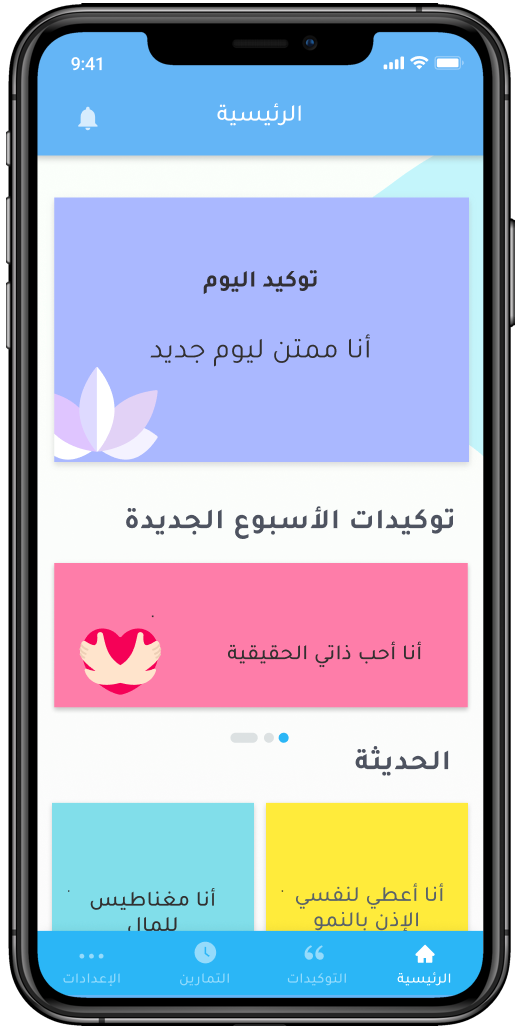 9:41
الرئيسية
توكيد اليوم
أنا ممتن ليوم جديد
توكيدات الأسبوع الجديدة
أنا أحب ذاتي الحقيقية
الحديثة
أنا أعطي لنفسي
الإذن بالنمو
أنا مغناطيس
للمال
الرئيسية
التوكيدات
التمارين
الإعدادات